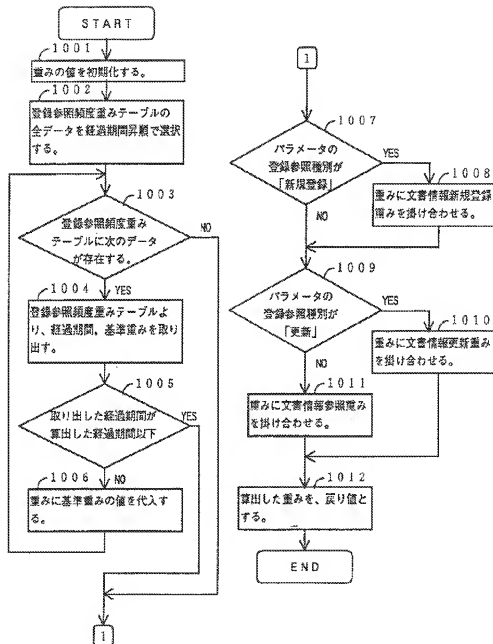 START
1001
重みの値を初期化する。
1002
登録参照頻度重みテーブルの
全データを経過期間昇順で選択
する。
1003
登録参照頻度重み
テーブルに次のデータ
が存在する。
NO
YES
1004
登録参照頻度重みテーブルよ
り、経過期間，基準重みを取り
出す。
1005
取り出した経過期間が
算出した経過期間以下
YES
NO
1006
重みに基準重みの値を代入す
る。
1
1
1007
パラメータの
登録参照種別が
「新規登録」
YES
NO
1008
重みに文書情報新規登録
重みを掛け合わせる。
1009
パラメータの
登録参照種別が
「更新」
YES
NO
1010
重みに文書情報更新重み
を掛け合わせる。
1011
重みに文書情報参照重み
を掛け合わせる。
1012
算出した重みを、戻り値と
する。
END